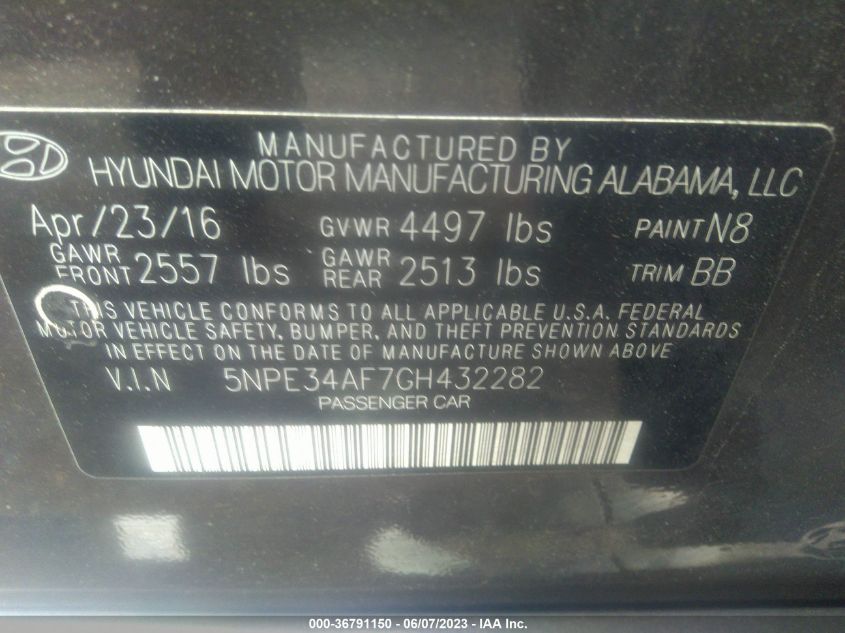 MANUFACTURED BY
HYUNDAI MOTOR MANUFACTURING ALABAMA, LLC
Apr/23/16 GVWR 4497 lbs PAINT N8
GAWR FRONT 2557 lbs GAWR REAR 2513 lbs TRIM BB
THIS VEHICLE CONFORMS TO ALL APPLICABLE U.S.A. FEDERAL
MOTOR VEHICLE SAFETY, BUMPER, AND THEFT PREVENTION STANDARDS
IN EFFECT ON THE DATE OF MANUFACTURE SHOWN ABOVE
V.I.N 5NPE34AF7GH432282
PASSENGER CAR
000-36791150 - 06/07/2023 - IAA Inc.